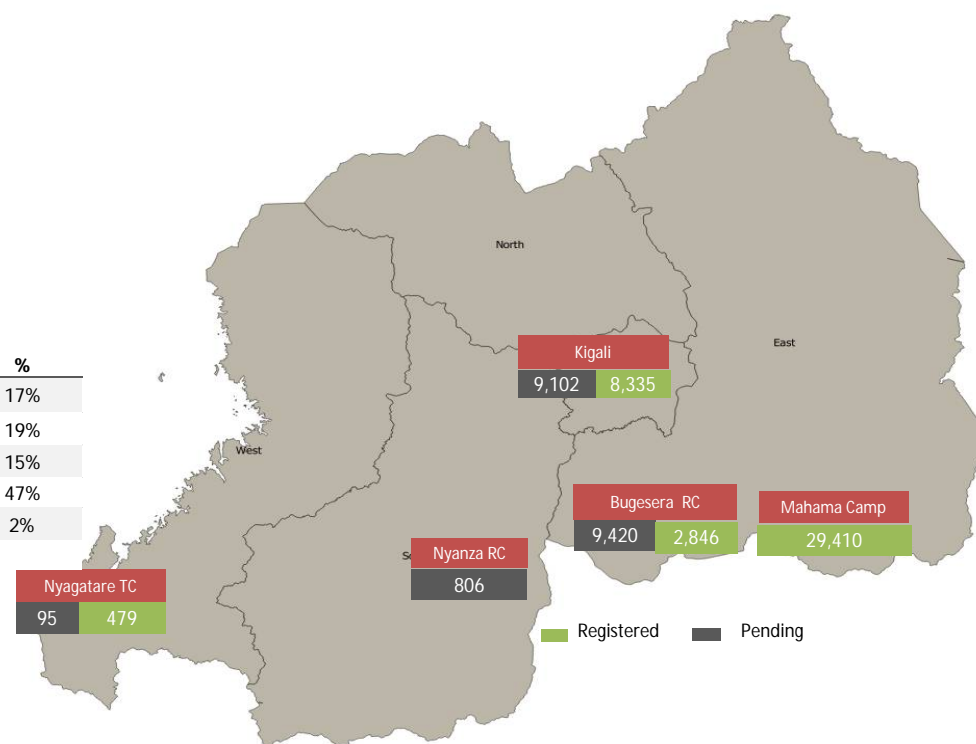 North
Kigali
9,102 8,335
East
%
17%
19%
15%
47%
2%
West
Bugesera RC
9,420 2,846
Mahama Camp
29,410
Nyanza RC
806
Nyagatare TC
95 479
Registered Pending